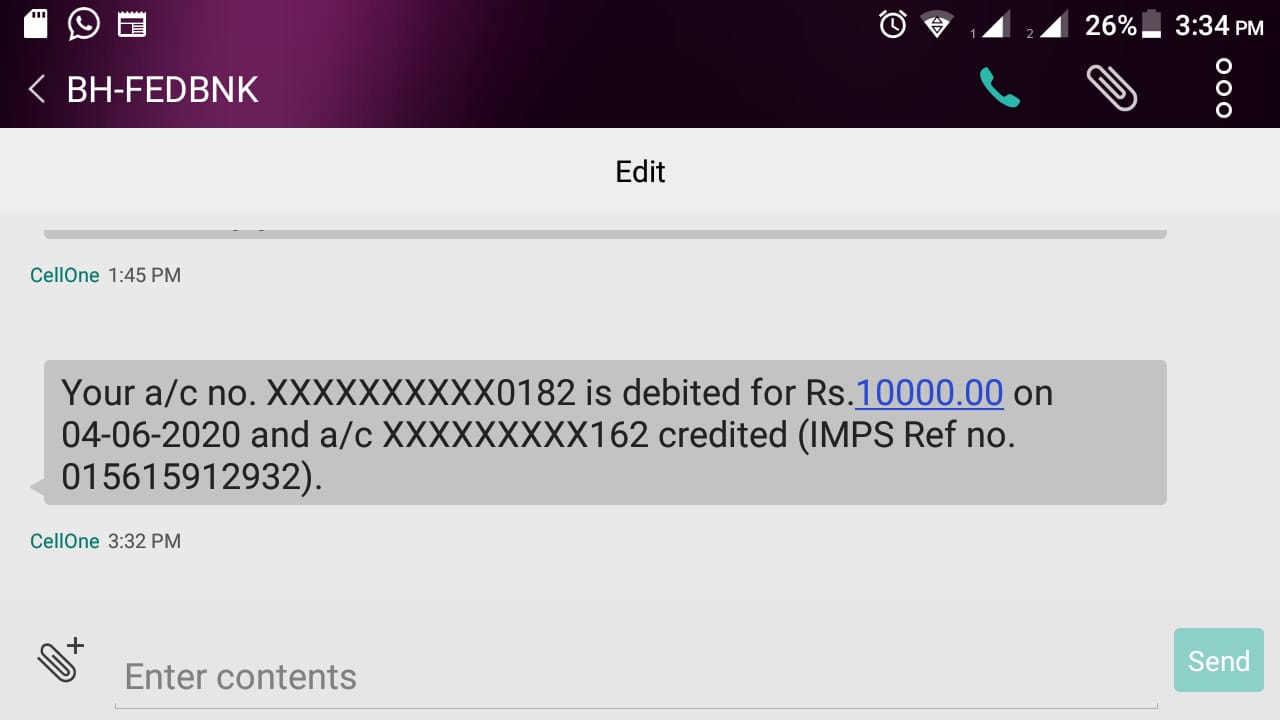 1 2 26% 3:34 PM
BH-FEDBNK
Edit
CellOne 1:45 PM
Your a/c no. XXXXXXXXXX0182 is debited for Rs.10000.00 on
04-06-2020 and a/c XXXXXXXXX162 credited (IMPS Ref no.
015615912932).
CellOne 3:32 PM
Enter contents
Send